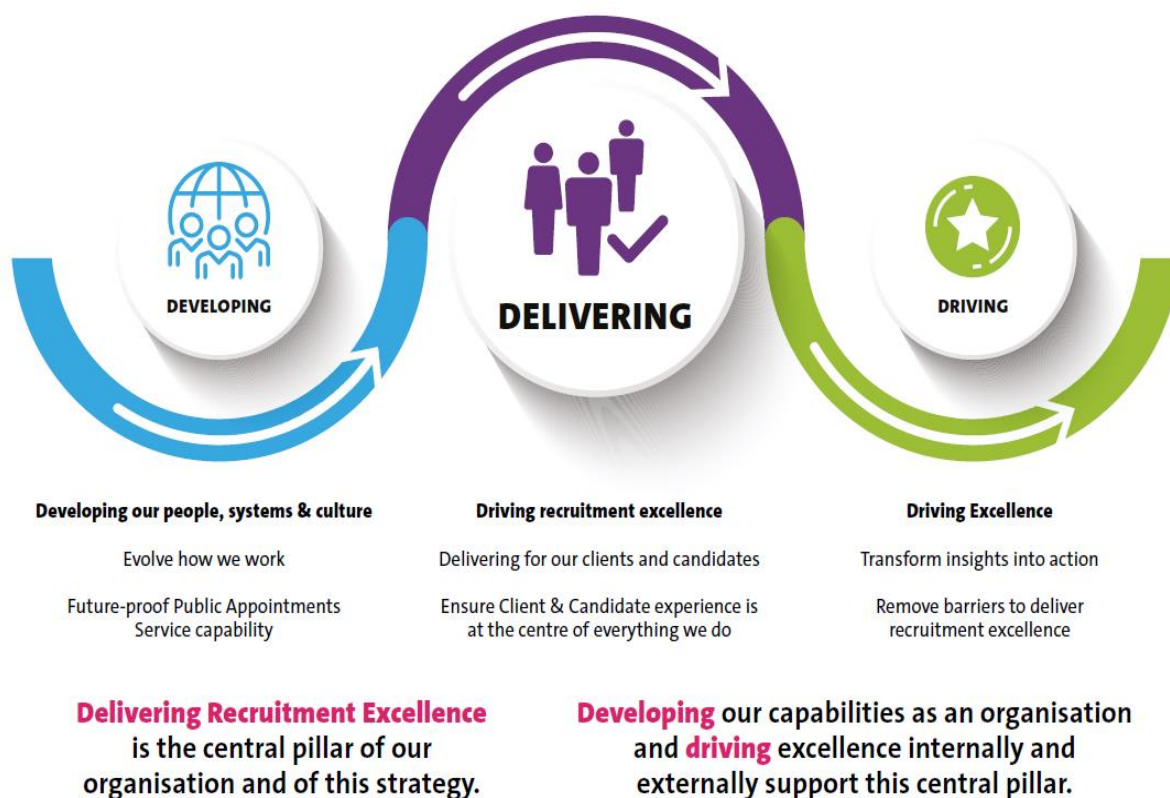 DEVELOPING
DELIVERING
DRIVING
Developing our people, systems & culture
Evolve how we work
Future-proof Public Appointments
Service capability
Driving recruitment excellence
Delivering for our clients and candidates
Ensure Client & Candidate experience is
at the centre of everything we do
Driving Excellence
Transform insights into action
Remove barriers to deliver
recruitment excellence
Delivering Recruitment Excellence
is the central pillar of our
organisation and of this strategy.
Developing our capabilities as an organisation
and driving excellence internally and
externally support this central pillar.